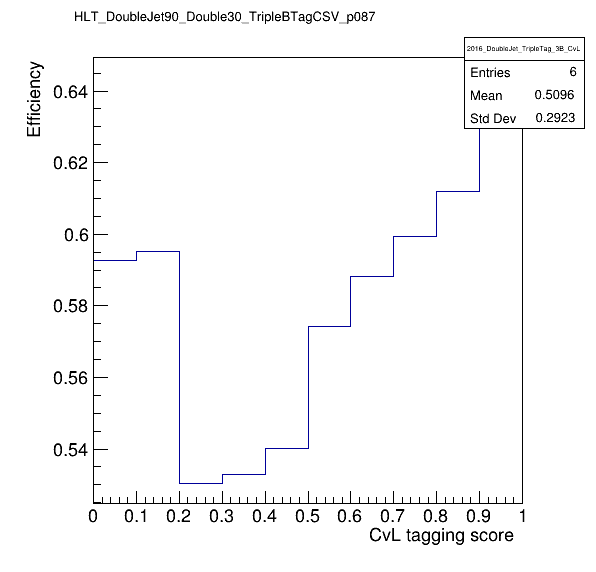 HLT_DoubleJet90_Double30_TripleBTagCSV_p087
2016_DoubleJet_TripleTag_3B_CvL
Entries 6
Mean 0.5096
Std Dev 0.2923
Efficiency
0.64
0.62
0.6
0.58
0.56
0.54
0 0.1 0.2 0.3 0.4 0.5 0.6 0.7 0.8 0.9 1
CvL tagging score